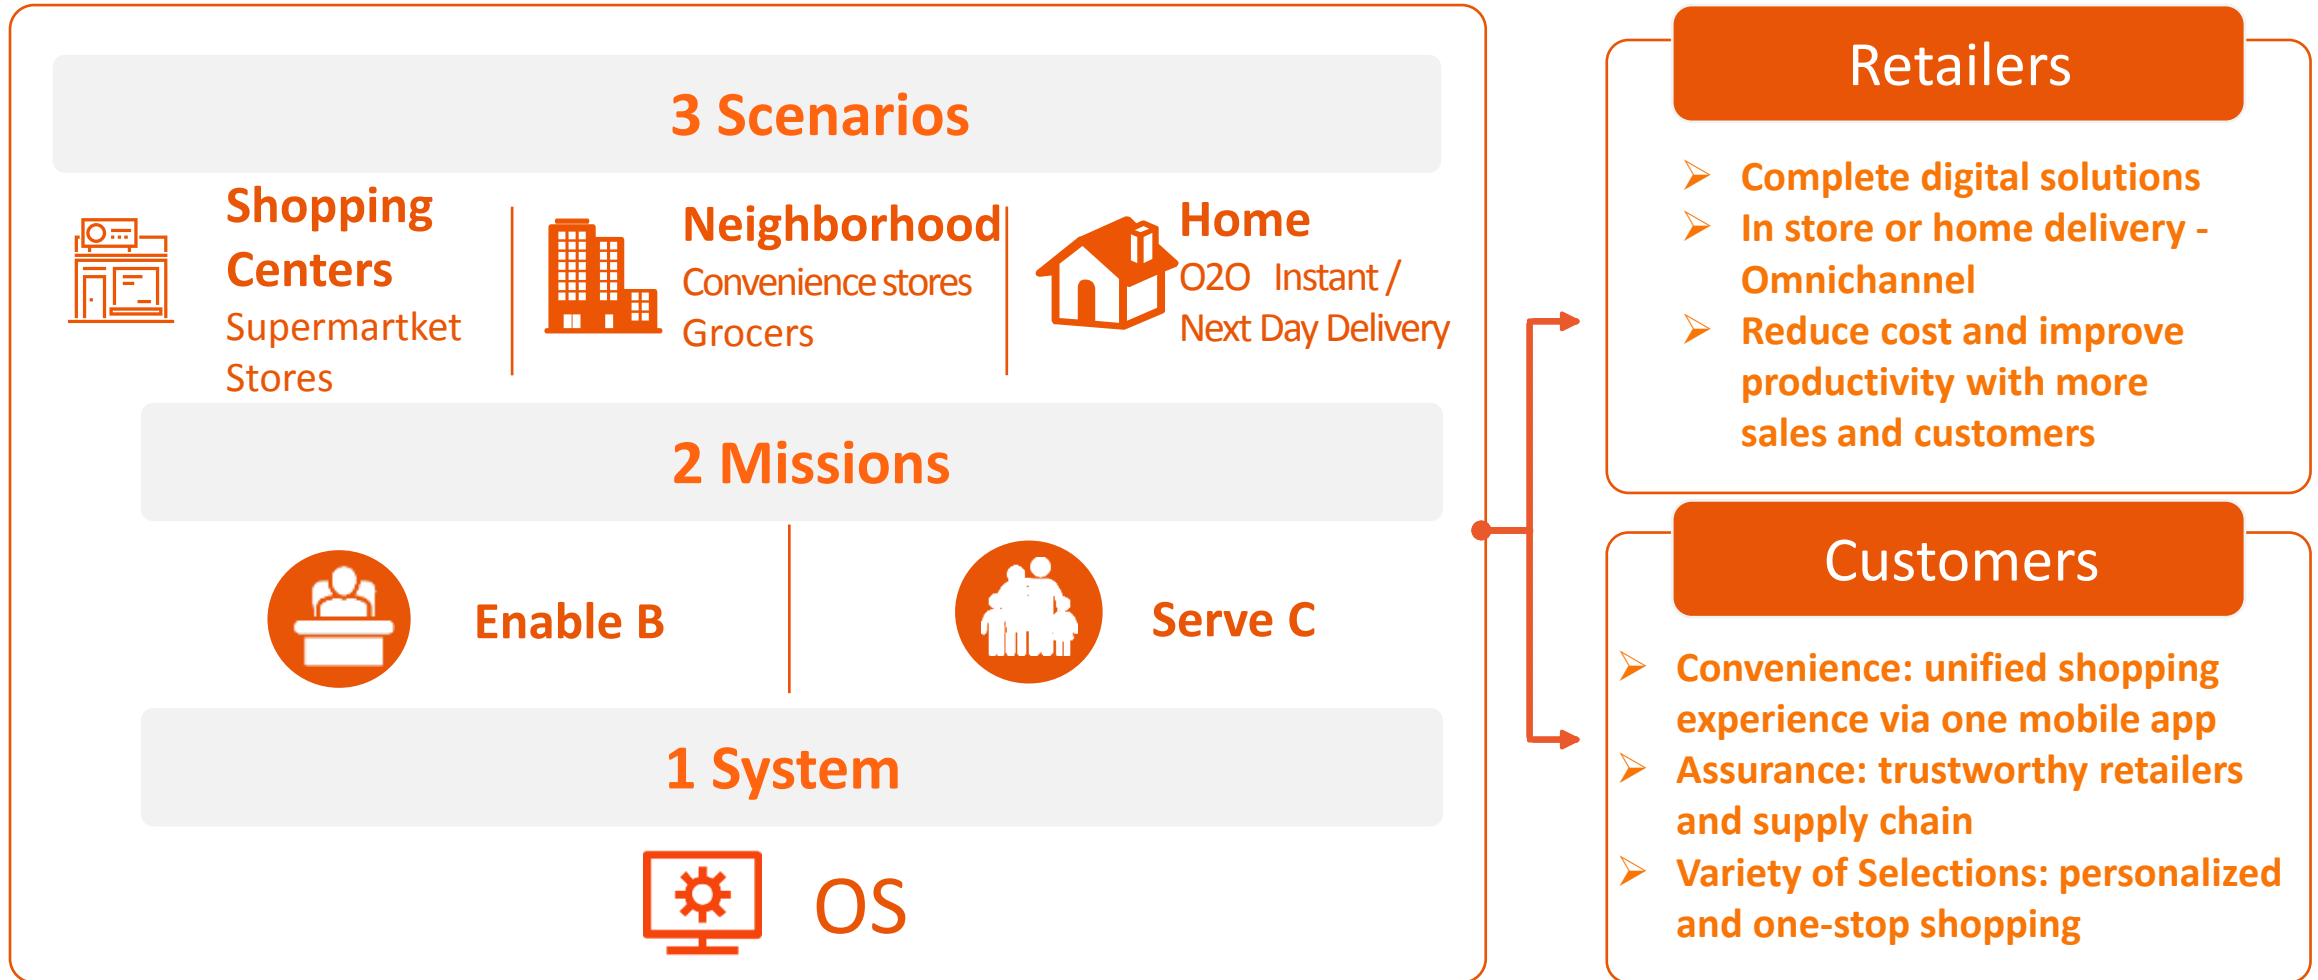 3 Scenarios
Shopping
Centers
Supermartket
Stores
Neighborhood
Convenience stores
Grocers
Home
O2O Instant /
Next Day Delivery
2 Missions
Enable B
Serve C
1 System
OS
Retailers
➢ Complete digital solutions
➢ In store or home delivery -
Omnichannel
➢ Reduce cost and improve
productivity with more
sales and customers
Customers
➢ Convenience: unified shopping
experience via one mobile app
➢ Assurance: trustworthy retailers
and supply chain
➢ Variety of Selections: personalized
and one-stop shopping